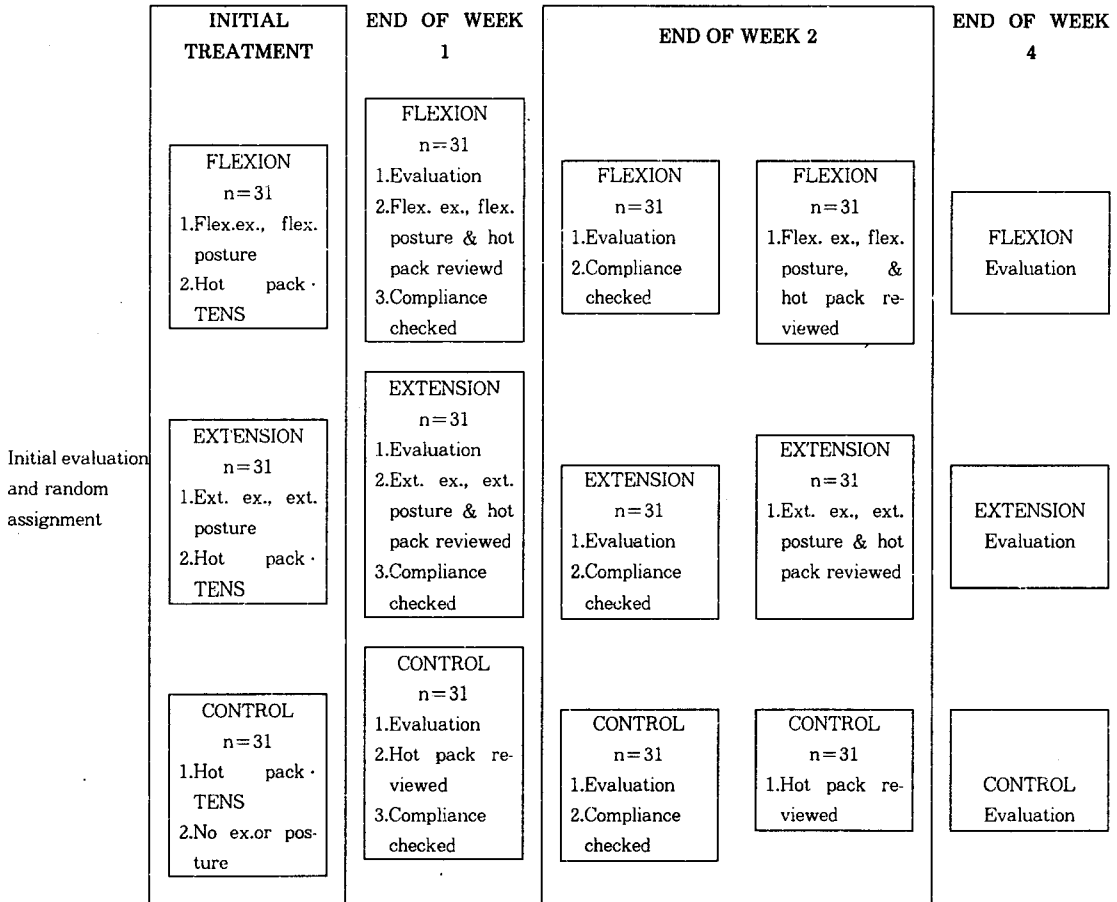 INITIAL
TREATMENT
END OF WEEK
1
END OF WEEK 2
END OF WEEK
4
Initial evaluation
and random
assignment
FLEXION
n=31
1.Flex.ex., flex.
posture
2.Hot pack·
TENS
EXTENSION
n=31
1.Ext. ex., ext.
posture
2.Hot pack·
TENS
CONTROL
n=31
1.Hot pack·
TENS
2.No ex.or pos-
ture
FLEXION
n=31
1.Evaluation
2.Flex. ex., flex.
posture & hot
pack reviewd
3.Compliance
checked
EXTENSION
n=31
1.Evaluation
2.Ext. ex., ext.
posture & hot
pack reviewed
3.Compliance
checked
CONTROL
n=31
1.Evaluation
2.Hot pack re-
viewed
3.Compliance
checked
FLEXION
n=31
1.Evaluation
2.Compliance
checked
EXTENSION
n=31
1.Evaluation
2.Compliance
checked
CONTROL
n=31
1.Evaluation
2.Compliance
checked
FLEXION
n=31
1.Flex. ex., flex.
posture, &
hot pack re-
viewed
EXTENSION
n=31
1.Ext. ex., ext.
posture & hot
pack reviewed
CONTROL
n=31
1.Hot pack re-
viewed
FLEXION
Evaluation
EXTENSION
Evaluation
CONTROL
Evaluation